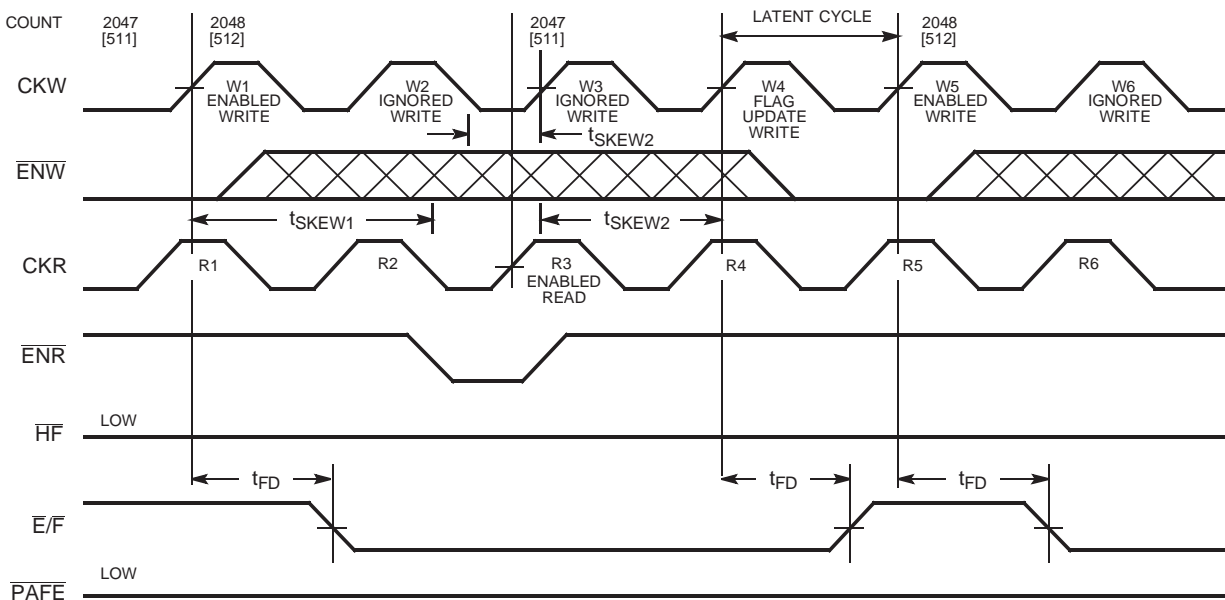 COUNT 2047 2048 2047 LATENT CYCLE 2048
[511] [512] [511] [512]
CKW W1 W2 W3 W4 W5 W6
ENABLED IGNORED IGNORED FLAG ENABLED IGNORED
WRITE WRITE WRITE UPDATE WRITE WRITE
WRITE
tSKEW2
ENW
tSKEW1 tSKEW2
CKR R1 R2 R3 R4 R5 R6
ENABLED
READ
ENR
LOW
HF
tFD tFD tFD
E/F
LOW
PAFE